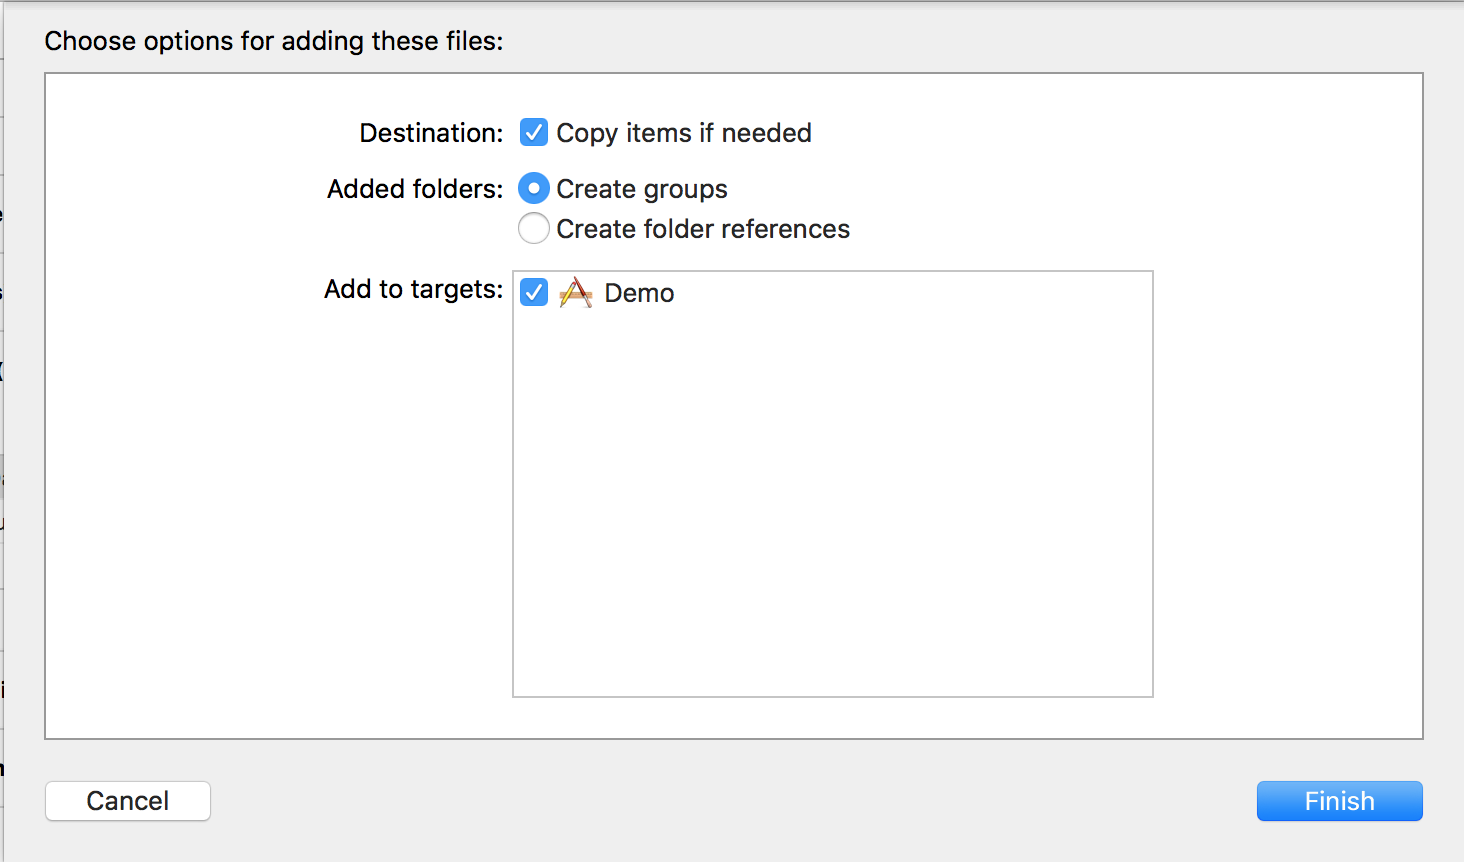 Choose options for adding these files:
Destination: Copy items if needed
Added folders: Create groups
Create folder references
Add to targets: Demo
Cancel Finish